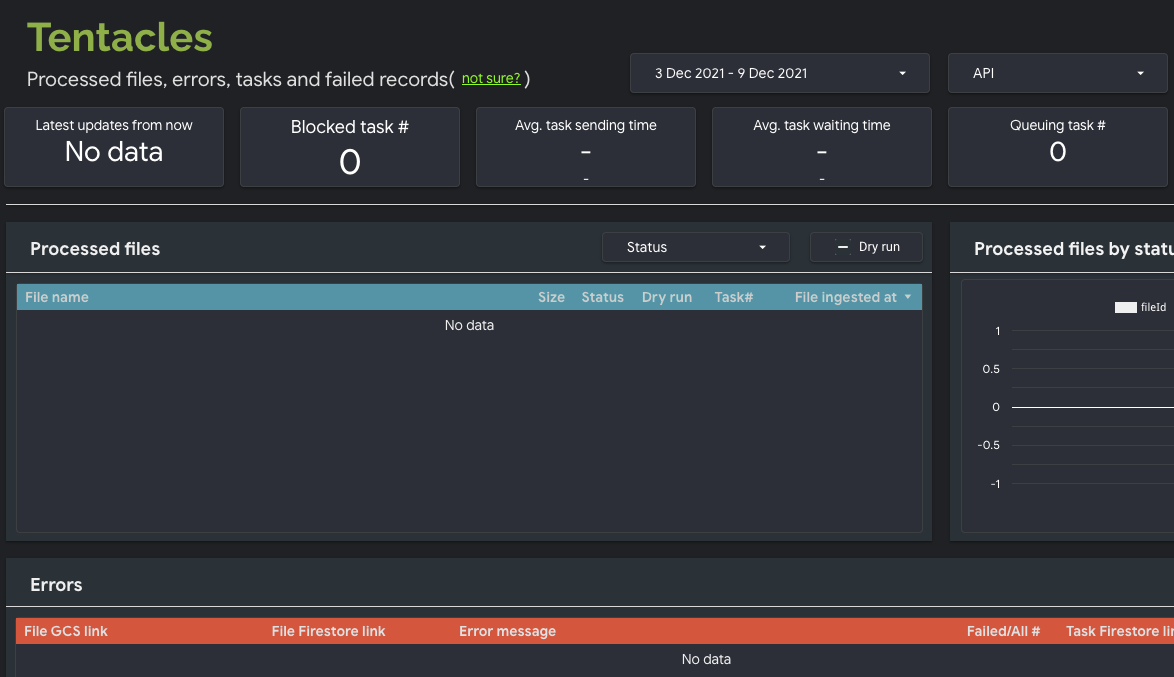 Tentacles
Processed files, errors, tasks and failed records( not sure? )
3 Dec 2021 - 9 Dec 2021
API
Latest updates from now
No data
Blocked task #
0
Avg. task sending time
-
-
Avg. task waiting time
-
-
Queuing task #
0
Processed files
Status
Dry run
File name Size Status Dry run Task# File ingested at
No data
Processed files by statu
fileId
1
0.5
0
-0.5
-1
Errors
File GCS link File Firestore link Error message Failed/All # Task Firestore lin
No data